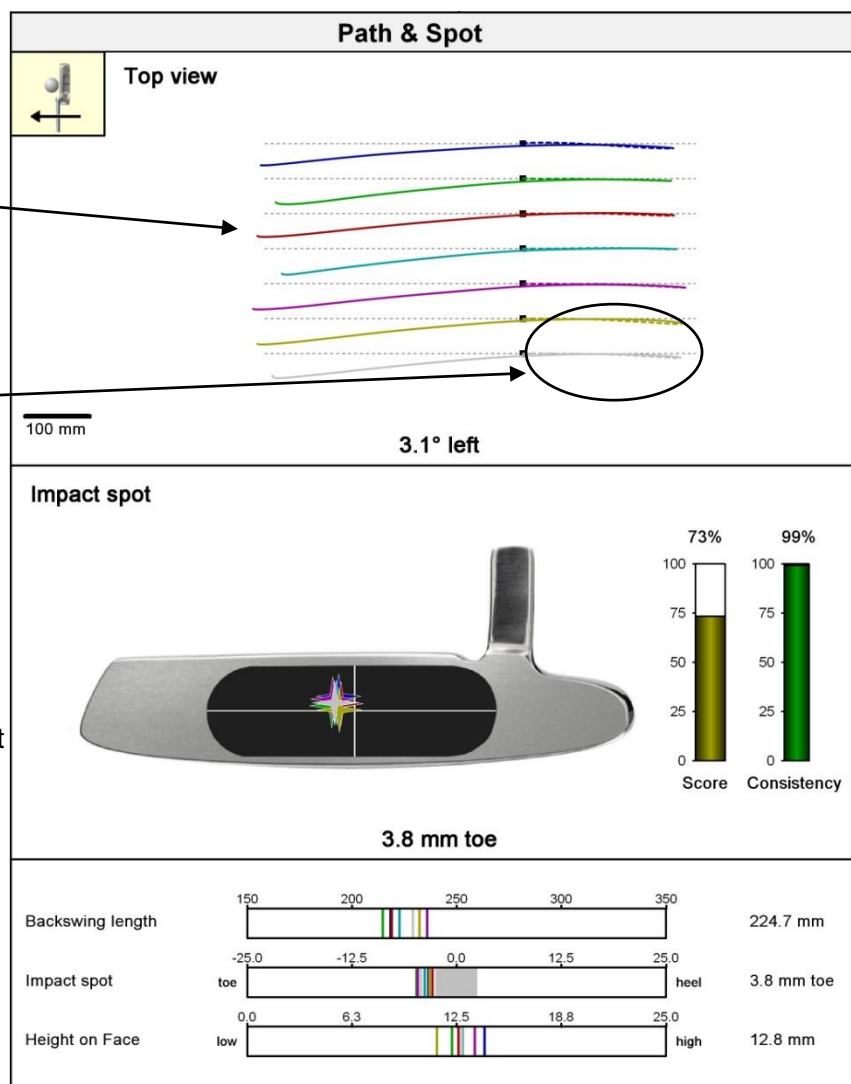 Path & Spot
Top view
100 mm
3.1° left
Impact spot
73% 99%
100 100
75 75
50 50
25 25
0 0
Score Consistency
3.8 mm toe
150 200 250 300 350
Backswing length 224.7 mm
-25.0 -12.5 0.0 12.5 25.0
Impact spot toe heel 3.8 mm toe
0.0 6.3 12.5 18.8 25.0
Height on Face low high 12.8 mm